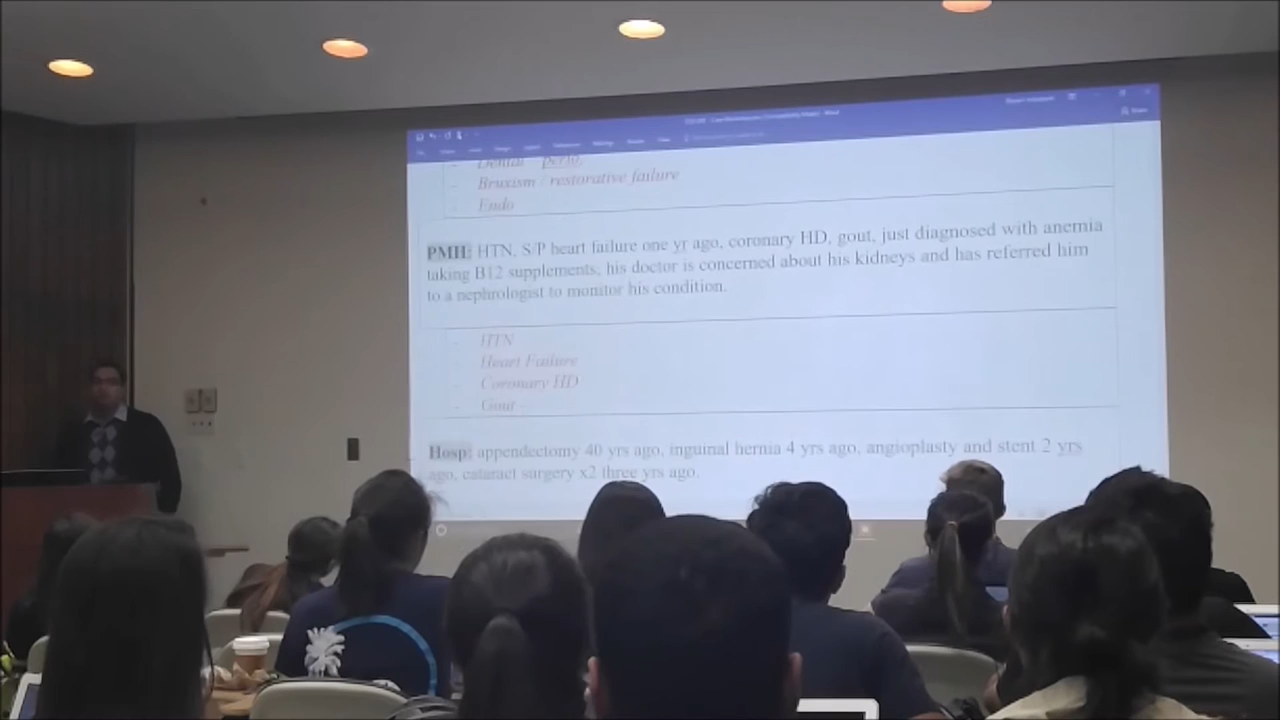 - Dental – perio,
- Bruxism / restorative failure
- Endo
PMH: HTN, S/P heart failure one yr ago, coronary HD, gout, just diagnosed with anemia
taking B12 supplements, his doctor is concerned about his kidneys and has referred him
to a nephrologist to monitor his condition.
- HTN
- Heart Failure
- Coronary HD
- Gout –
Hosp: appendectomy 40 yrs ago, inguinal hernia 4 yrs ago, angioplasty and stent 2 yrs
ago, cataract surgery x2 three yrs ago.